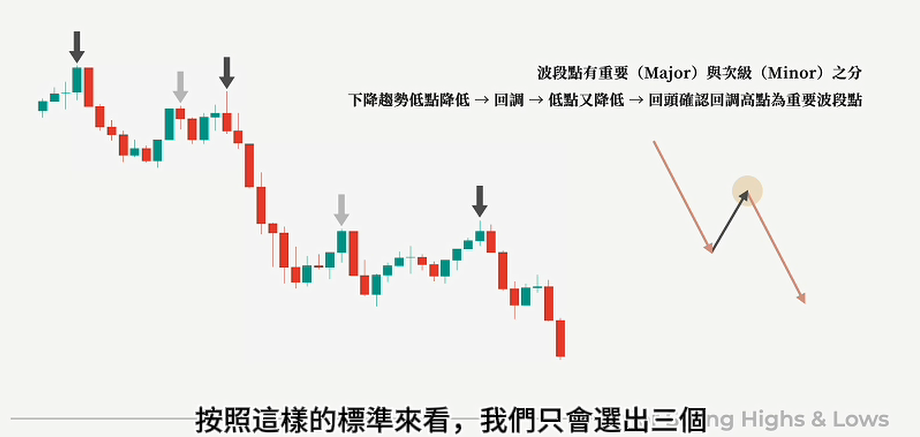 波段點有重要（Major）與次級（Minor）之分
下降趨勢低點降低 → 回調 → 低點又降低 → 回頭確認回調高點為重要波段點
按照這樣的標準來看，我們只會選出三個
Highs & Lows